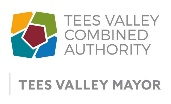 TEES VALLEY
COMBINED
AUTHORITY
TEES VALLEY MAYOR